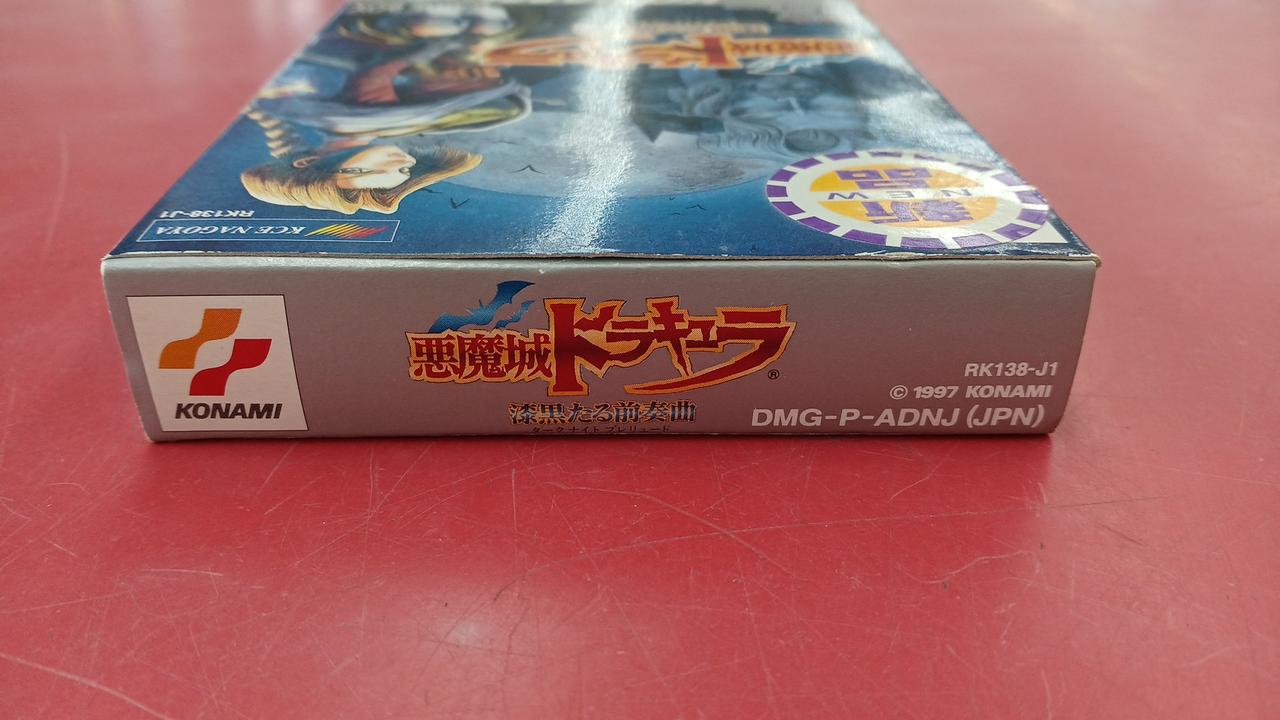 RK138-J1
KCE NAGOYA
新品
NEW
KONAMI
悪魔城ドラキュラ®
漆黒たる前奏曲
ダークナイトプレリュード
RK138-J1
© 1997 KONAMI
DMG-P-ADNJ (JPN)